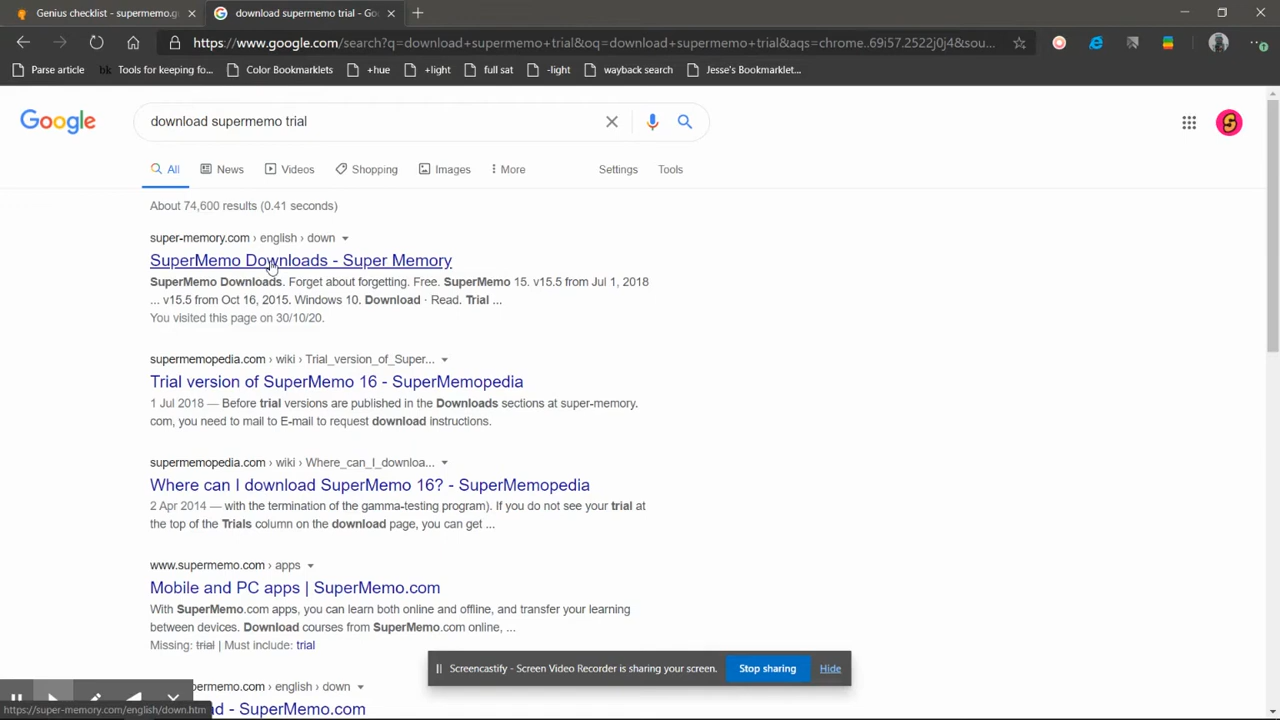 Genius checklist - supermemo.g
download supermemo trial - Goo
https://www.google.com/search?q=download+supermemo+trial&oq=download+supermemo+trial&aqs=chrome..69i57.2522j0j4&sou...
Parse article
bk Tools for keeping fo...
Color Bookmarklets
+hue
+light
full sat
-light
wayback search
Jesse's Bookmarklet...
Google
download supermemo trial
S
All
News
Videos
Shopping
Images
More
Settings
Tools
About 74,600 results (0.41 seconds)
super-memory.com › english › down
SuperMemo Downloads - Super Memory
SuperMemo Downloads. Forget about forgetting. Free. SuperMemo 15. v15.5 from Jul 1, 2018
... v15.5 from Oct 16, 2015. Windows 10. Download · Read. Trial ...
You visited this page on 30/10/20.
supermemopedia.com › wiki › Trial_version_of_Super...
Trial version of SuperMemo 16 - SuperMemopedia
1 Jul 2018 — Before trial versions are published in the Downloads sections at super-memory.
com, you need to mail to E-mail to request download instructions.
supermemopedia.com › wiki › Where_can_I_downloa...
Where can I download SuperMemo 16? - SuperMemopedia
2 Apr 2014 — with the termination of the gamma-testing program). If you do not see your trial at
the top of the Trials column on the download page, you can get ...
www.supermemo.com › apps
Mobile and PC apps | SuperMemo.com
With SuperMemo.com apps, you can learn both online and offline, and transfer your learning
between devices. Download courses from SuperMemo.com online, ...
Missing: trial | Must include: trial
Screencastify - Screen Video Recorder is sharing your screen.
Stop sharing
Hide
ermemo.com › english › down
d - SuperMemo.com
https://super-memory.com/english/down.htm